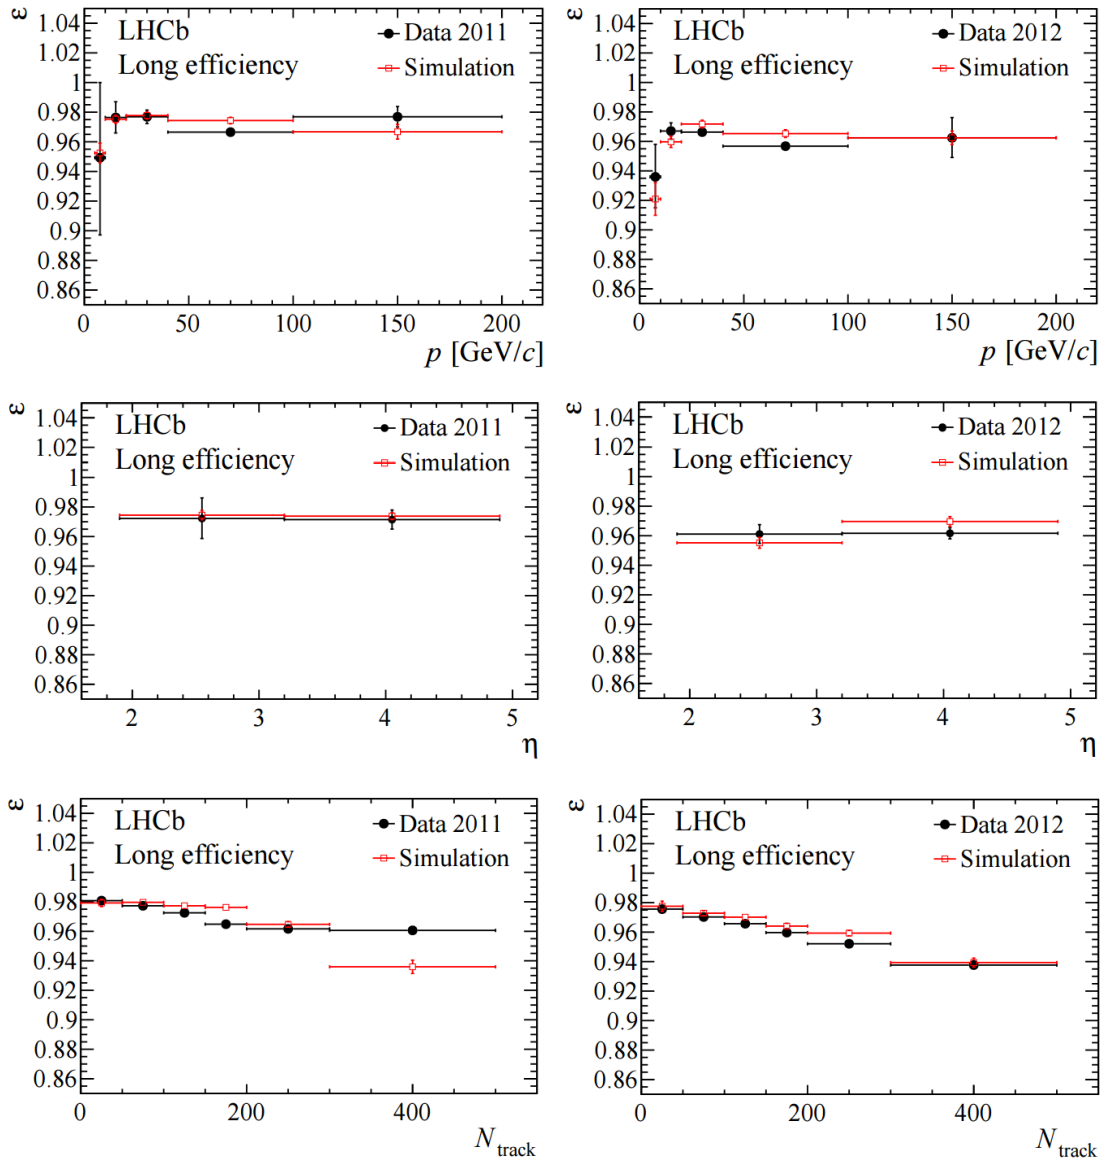 ε
1.04
1.02
1
0.98
0.96
0.94
0.92
0.9
0.88
0.86
LHCb
Long efficiency
Data 2011
Simulation
0 50 100 150 200
p [GeV/c]
ε
1.04
1.02
1
0.98
0.96
0.94
0.92
0.9
0.88
0.86
LHCb
Long efficiency
Data 2012
Simulation
0 50 100 150 200
p [GeV/c]
ε
1.04
1.02
1
0.98
0.96
0.94
0.92
0.9
0.88
0.86
LHCb
Long efficiency
Data 2011
Simulation
2 3 4 5
η
ε
1.04
1.02
1
0.98
0.96
0.94
0.92
0.9
0.88
0.86
LHCb
Long efficiency
Data 2012
Simulation
2 3 4 5
η
ε
1.04
1.02
1
0.98
0.96
0.94
0.92
0.9
0.88
0.86
LHCb
Long efficiency
Data 2011
Simulation
0 200 400
N track
ε
1.04
1.02
1
0.98
0.96
0.94
0.92
0.9
0.88
0.86
LHCb
Long efficiency
Data 2012
Simulation
0 200 400
N track